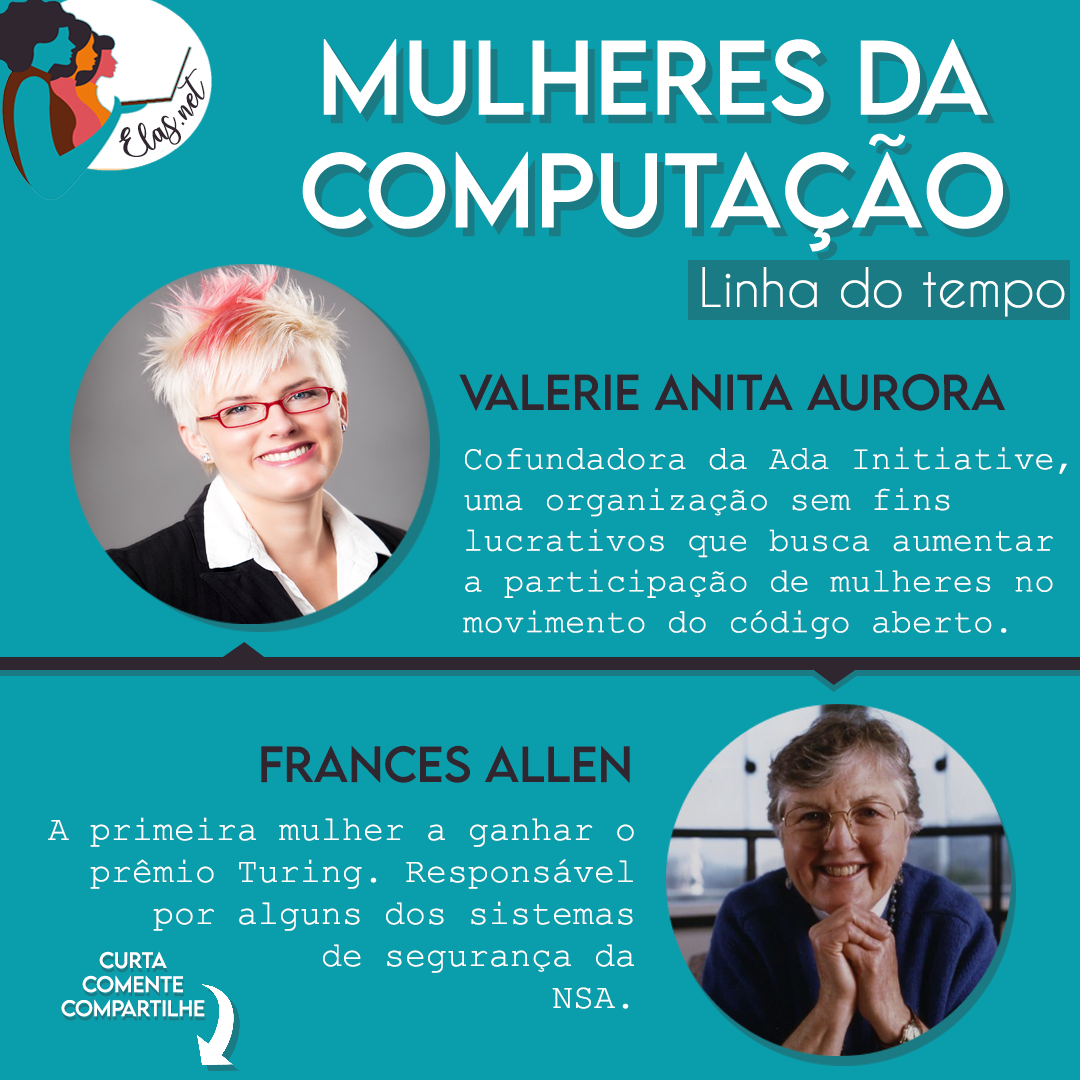 Elas.net
MULHERES DA
COMPUTAÇÃO
Linha do tempo
VALERIE ANITA AURORA
Cofundadora da Ada Initiative,
uma organização sem fins
lucrativos que busca aumentar
a participação de mulheres no
movimento do código aberto.
FRANCES ALLEN
A primeira mulher a ganhar o
prêmio Turing. Responsável
por alguns dos sistemas
de segurança da
NSA.
CURTA
COMENTE
COMPARTILHE